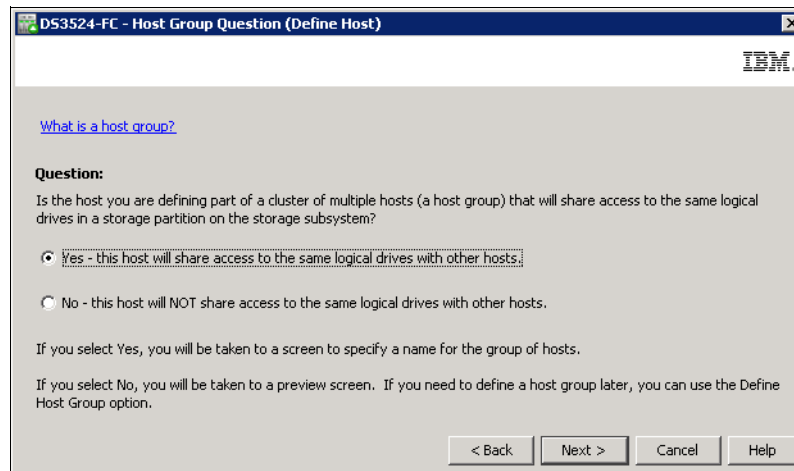 DS3524-FC - Host Group Question (Define Host)
IBM.
What is a host group?
Question:
Is the host you are defining part of a cluster of multiple hosts (a host group) that will share access to the same logical
drives in a storage partition on the storage subsystem?
Yes - this host will share access to the same logical drives with other hosts.
No - this host will NOT share access to the same logical drives with other hosts.
If you select Yes, you will be taken to a screen to specify a name for the group of hosts.
If you select No, you will be taken to a preview screen. If you need to define a host group later, you can use the Define
Host Group option.
< Back Next > Cancel Help